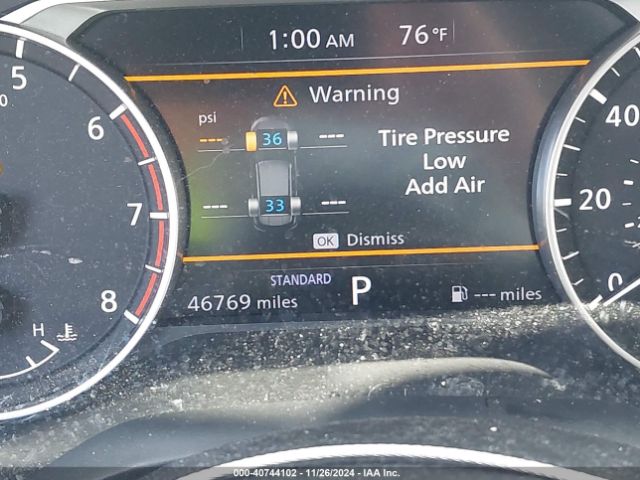 1:00 AM 76°F
Warning
psi
--- 36 ---
Tire Pressure
Low
Add Air
--- 33 ---
OK Dismiss
STANDARD
46769 miles P --- miles
5
6
7
8
H
40
20
0
000-40744102 - 11/26/2024 - IAA Inc.